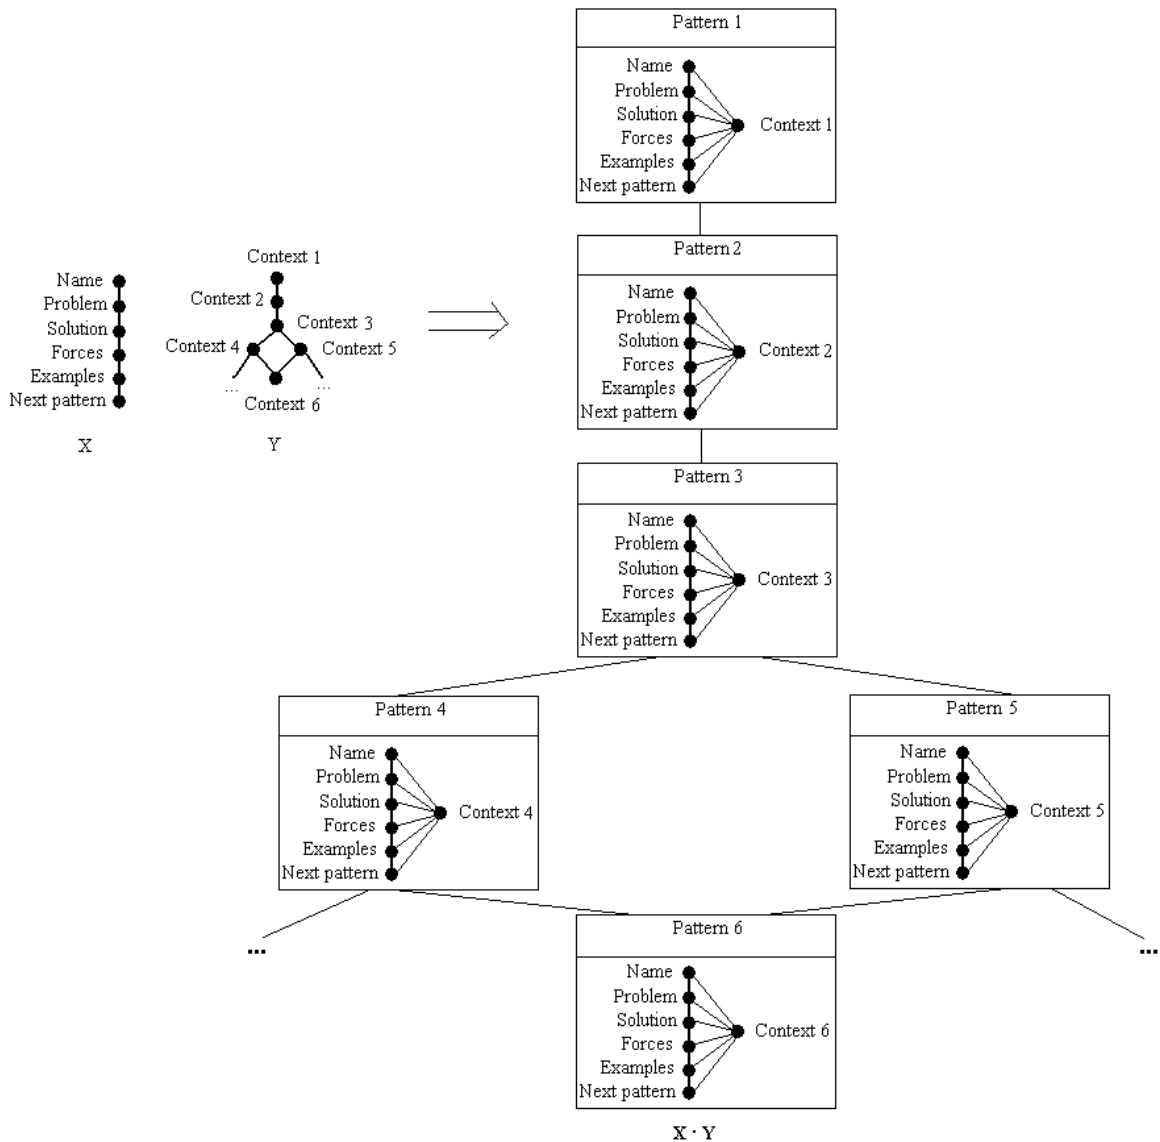 Name
Problem
Solution
Forces
Examples
Next pattern
X
Context 1
Context 2
Context 3
Context 4
Context 5
...
...
Context 6
Y
Pattern 1
Name
Problem
Solution
Forces
Examples
Next pattern
Context 1
Pattern 2
Name
Problem
Solution
Forces
Examples
Next pattern
Context 2
Pattern 3
Name
Problem
Solution
Forces
Examples
Next pattern
Context 3
Pattern 4
Name
Problem
Solution
Forces
Examples
Next pattern
Context 4
Pattern 5
Name
Problem
Solution
Forces
Examples
Next pattern
Context 5
...
...
Pattern 6
Name
Problem
Solution
Forces
Examples
Next pattern
Context 6
X · Y